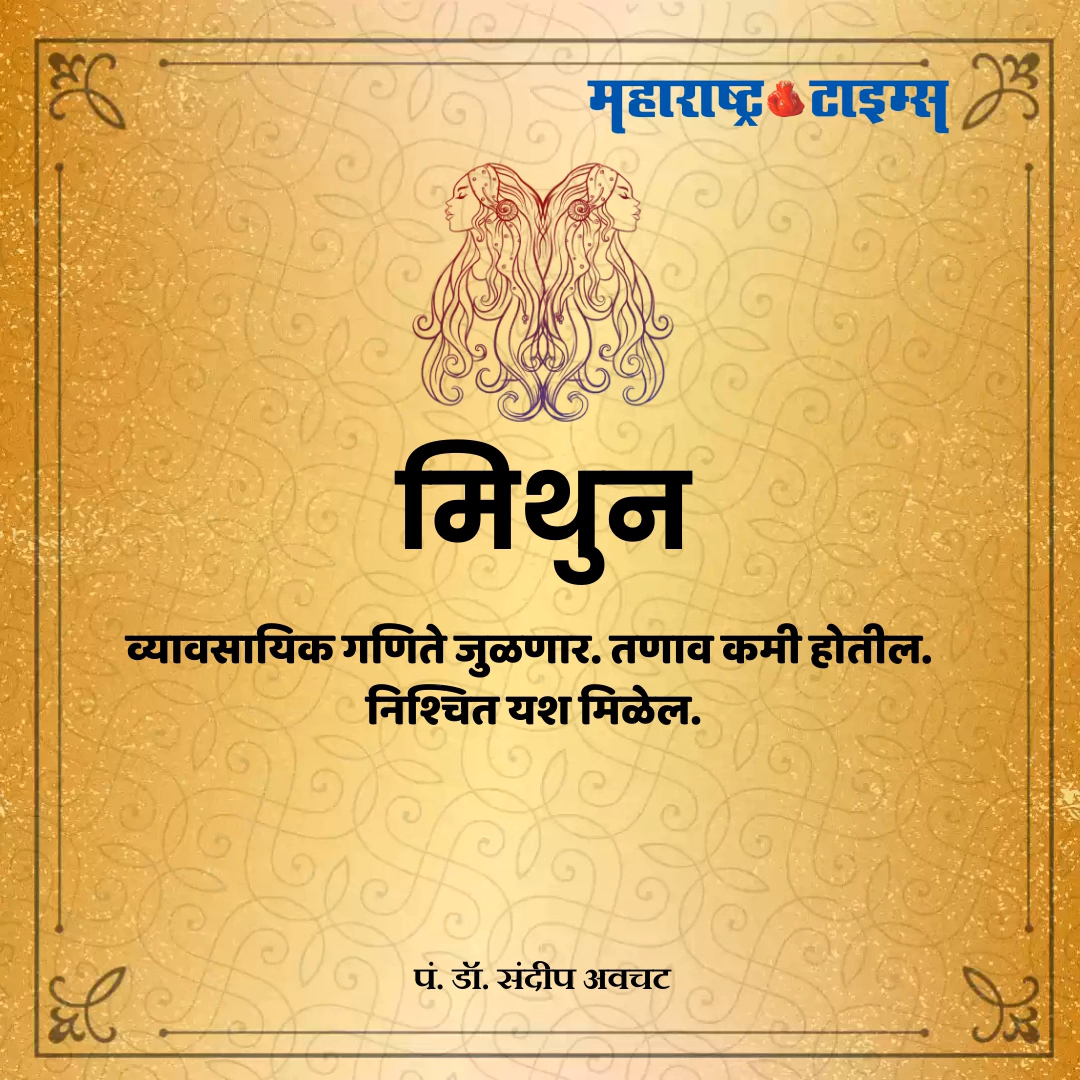 महाराष्ट्र टाइम्स
मिथुन
व्यावसायिक गणिते जुळणार. तणाव कमी होतील.
निश्चित यश मिळेल.
पं. डॉ. संदीप अवचट